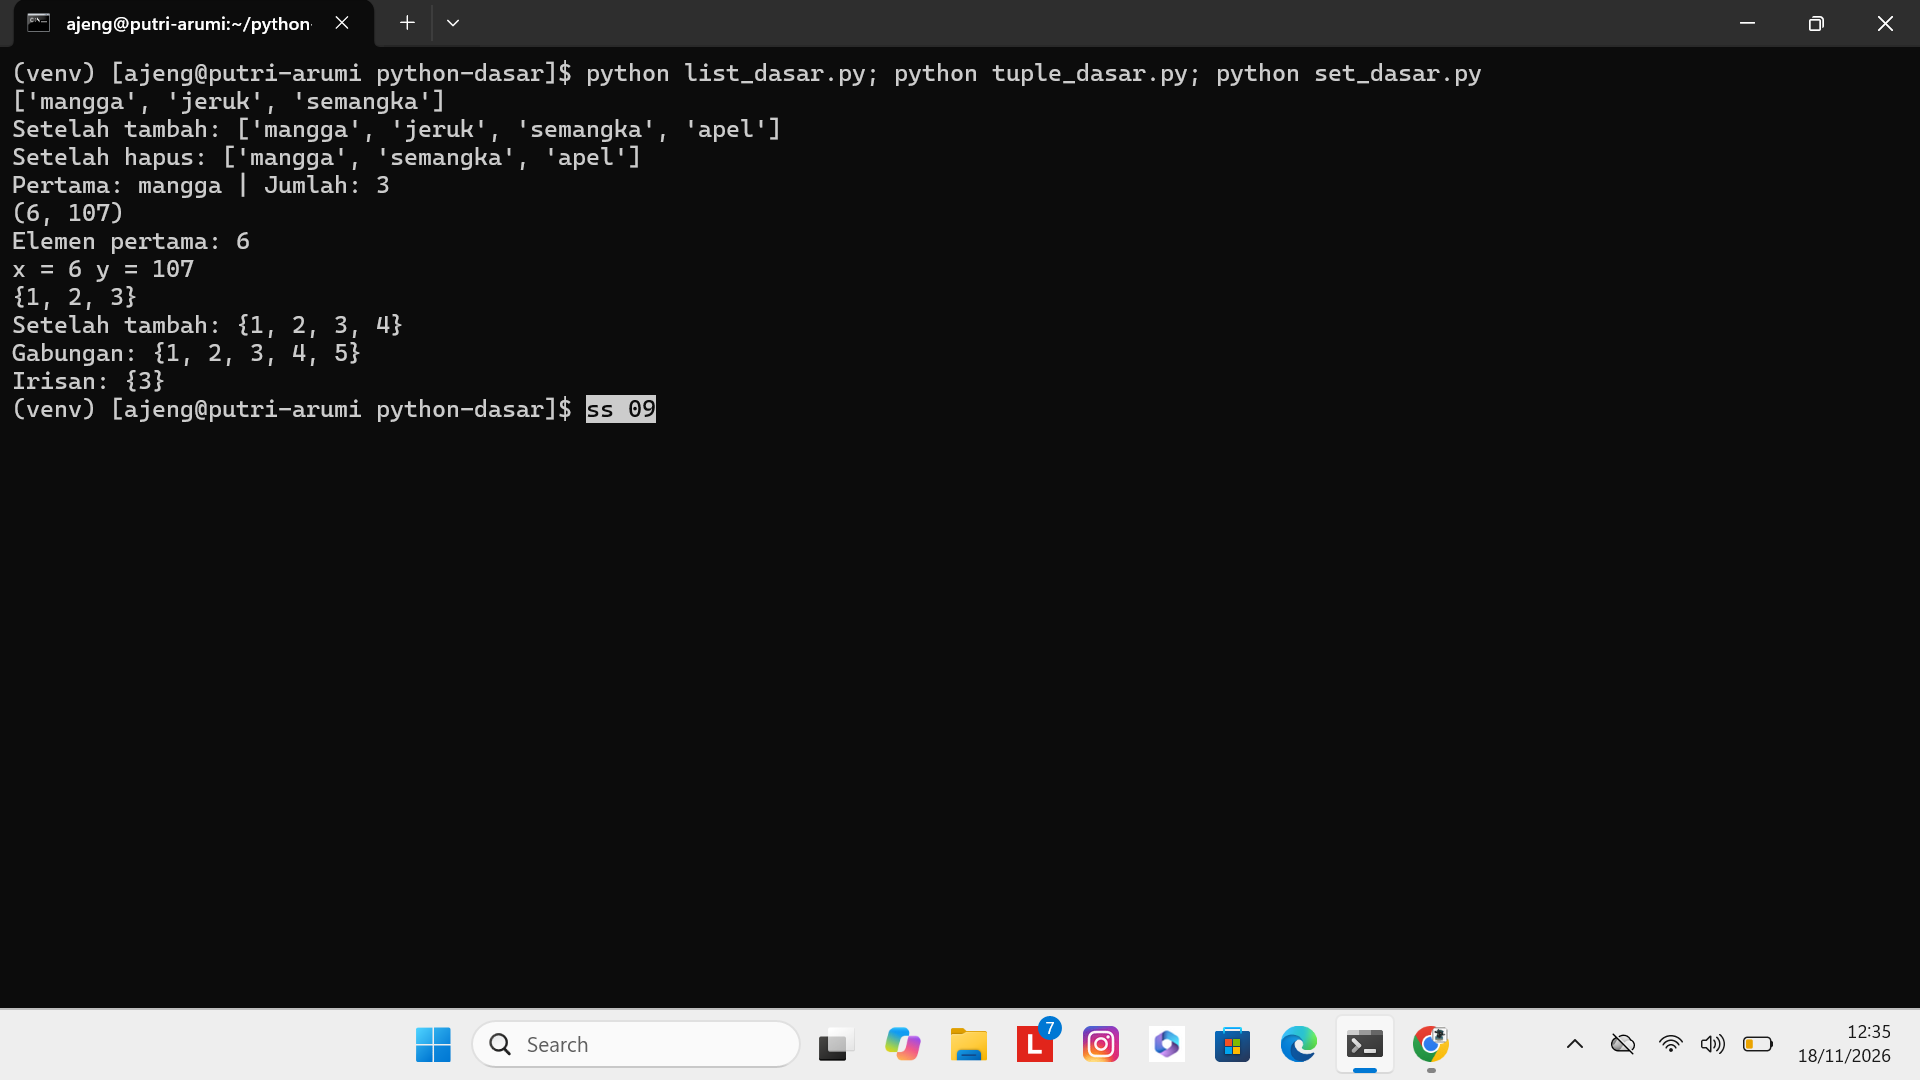 ajeng@putri-arumi:~/python-
(venv) [ajeng@putri-arumi python-dasar]$ python list_dasar.py; python tuple_dasar.py; python set_dasar.py
['mangga', 'jeruk', 'semangka']
Setelah tambah: ['mangga', 'jeruk', 'semangka', 'apel']
Setelah hapus: ['mangga', 'semangka', 'apel']
Pertama: mangga | Jumlah: 3
(6, 107)
Elemen pertama: 6
x = 6 y = 107
{1, 2, 3}
Setelah tambah: {1, 2, 3, 4}
Gabungan: {1, 2, 3, 4, 5}
Irisan: {3}
(venv) [ajeng@putri-arumi python-dasar]$ ss 09
Search
L
7
12:35
18/11/2026